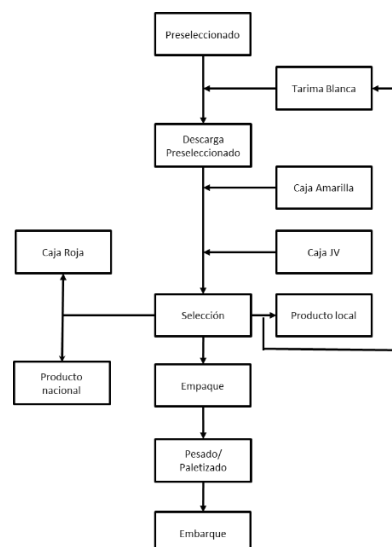 Preseleccionado
Tarima Blanca
Descarga
Preseleccionado
Caja Amarilla
Caja Roja
Caja JV
Selección
Producto local
Producto
nacional
Empaque
Pesado/
Paletizado
Embarque